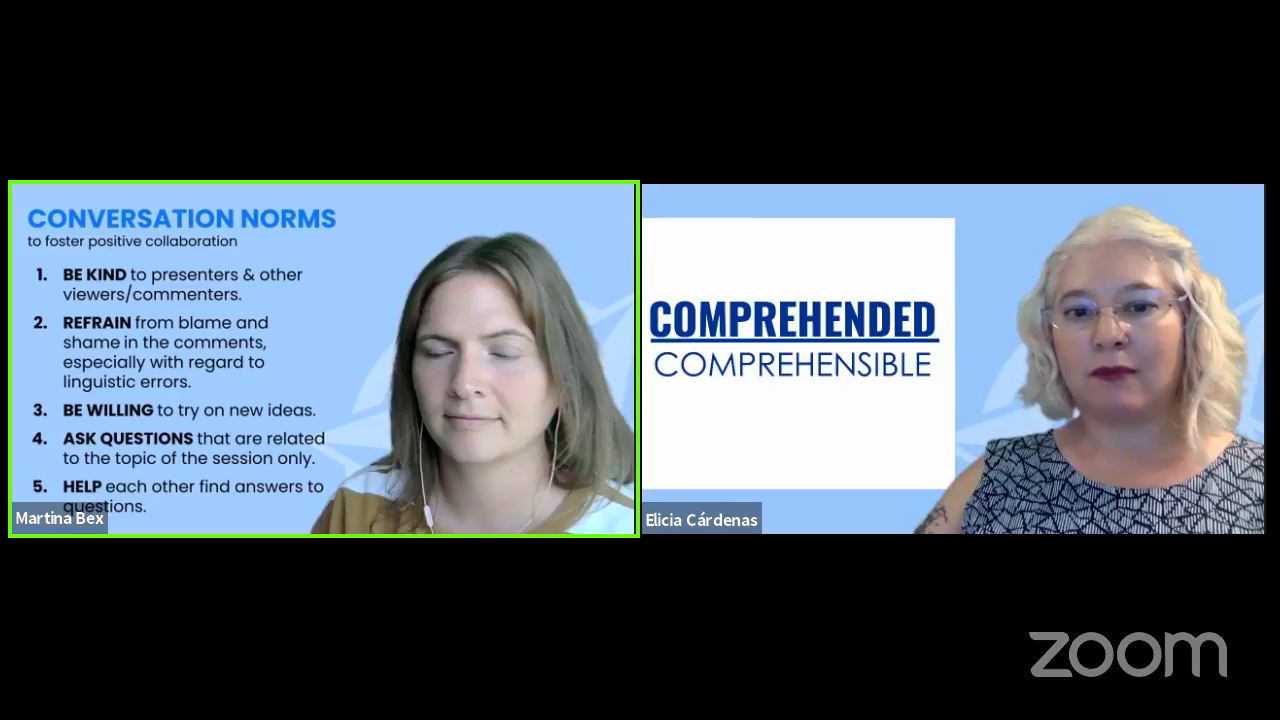 CONVERSATION NORMS
to foster positive collaboration
1. BE KIND to presenters & other
viewers/commenters.
2. REFRAIN from blame and
shame in the comments,
especially with regard to
linguistic errors.
3. BE WILLING to try on new ideas.
4. ASK QUESTIONS that are related
to the topic of the session only.
5. HELP each other find answers to
questions.
Martina Bex
COMPREHENDED
COMPREHENSIBLE
Elicia Cárdenas
zoom